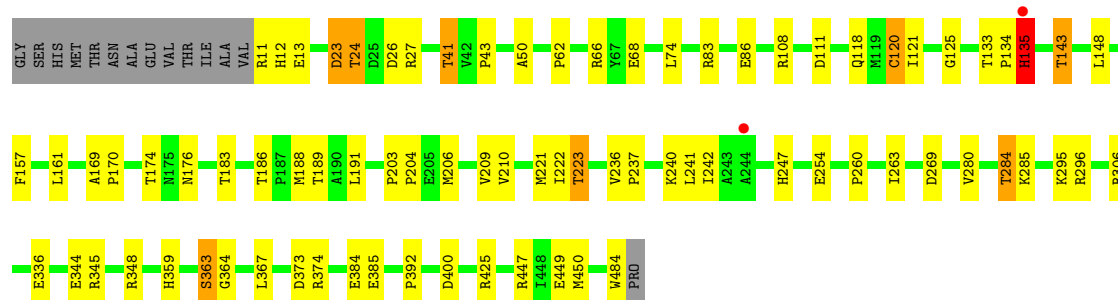 GLY SER HIS MET THR ASN ALA GLU VAL THR ILE ALA VAL R11 H12 E13 D23 T24 D25 D26 R27 T41 V42 P43 A50 P62 R66 Y67 E68 L74 R83 E86 R108 D111 Q118 M119 C120 I121 G125 T133 P134 H135 T143 L148
F157 L161 A169 P170 T174 N175 N176 T183 T186 P187 M188 T189 A190 L191 P203 P204 E205 M206 V209 V210 M221 I222 T223 V236 P237 K240 L241 I242 A243 A244 H247 E254 P260 I263 D269 V280 T284 K285 K295 R296
E336 E344 R345 R348 H359 S363 G364 L367 D373 R374 E384 E385 P392 D400 R425 R447 I448 E449 M450 W484 PRO